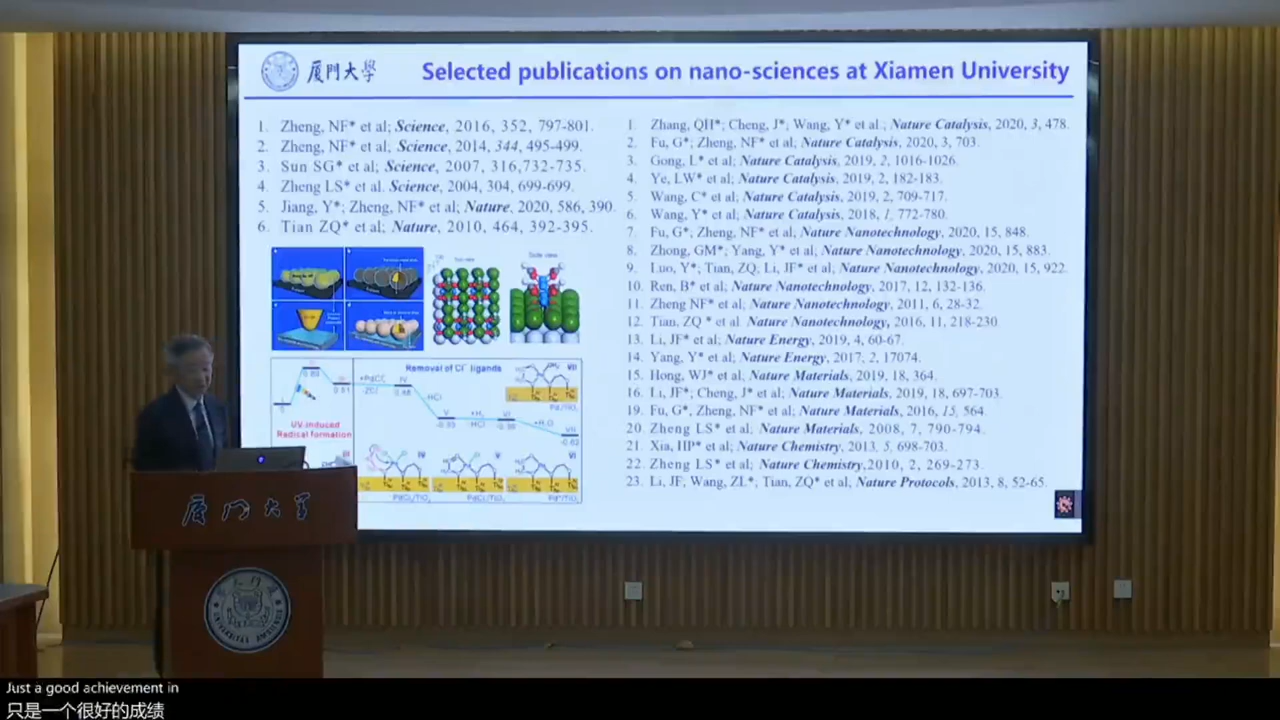 厦门大学
Selected publications on nano-sciences at Xiamen University
1. Zheng, NF* et al; Science, 2016, 352, 797-801.
2. Zheng, NF* et al; Science, 2014, 344, 495-499.
3. Sun SG* et al; Science, 2007, 316,732-735.
4. Zheng LS* et al. Science, 2004, 304, 699-699.
5. Jiang, Y*; Zheng, NF* et al; Nature, 2020, 586, 390.
6. Tian ZQ* et al; Nature, 2010, 464, 392-395.
Side view
Removal of Cl ligands
UV-induced
Radical formation
1. Zhang, QH*; Cheng, J*; Wang, Y* et al.; Nature Catalysis, 2020, 3, 478.
2. Fu, G*; Zheng, NF* et al; Nature Catalysis, 2020, 3, 703.
3. Gong, L* et al; Nature Catalysis, 2019, 2, 1016-1026.
4. Ye, LW* et al; Nature Catalysis, 2019, 2, 182-183.
5. Wang, C* et al; Nature Catalysis, 2019, 2, 709-717.
6. Wang, Y* et al; Nature Catalysis, 2018, 1, 772-780.
7. Fu, G*, Zheng, NF* et al, Nature Nanotechnology, 2020, 15, 848.
8. Zhong, GM*; Yang, Y* et al; Nature Nanotechnology, 2020, 15, 883.
9. Luo, Y*; Tian, ZQ, Li, JF* et al; Nature Nanotechnology, 2020, 15, 922.
10. Ren, B* et al; Nature Nanotechnology, 2017, 12, 132-136.
11. Zheng NF* et al; Nature Nanotechnology, 2011, 6, 28-32.
12. Tian, ZQ * et al Nature Nanotechnology, 2016, 11, 218-230.
13. Li, JF* et al; Nature Energy, 2019, 4, 60-67.
14. Yang, Y* et al; Nature Energy, 2017, 2, 17074.
15. Hong, WJ* et al, Nature Materials, 2019, 18, 364.
16. Li, JF*; Cheng, J* et al; Nature Materials, 2019, 18, 697-703.
19. Fu, G*, Zheng, NF* et al; Nature Materials, 2016, 15, 564.
20. Zheng LS* et al; Nature Materials, 2008, 7, 790-794.
21. Xia, HP* et al; Nature Chemistry, 2013, 5, 698-703.
22. Zheng LS* et al; Nature Chemistry,2010, 2, 269-273.
23. Li, JF, Wang, ZL*, Tian, ZQ* et al, Nature Protocols, 2013, 8, 52-65.
厦门大学
Just a good achievement in
只是一个很好的成绩